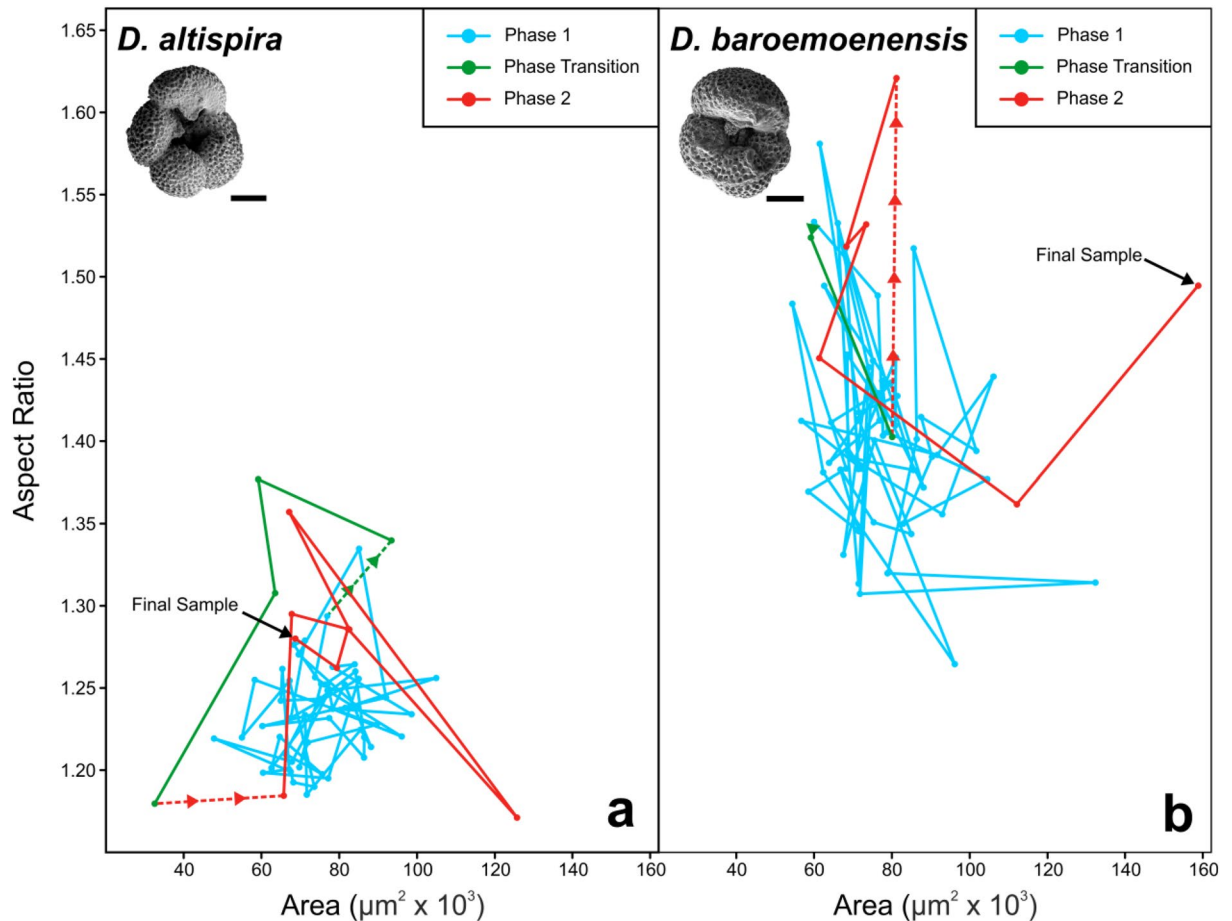 D. altispira
Phase 1
Phase Transition
Phase 2
D. baroemoenensis
Phase 1
Phase Transition
Phase 2
1.65
1.60
1.55
1.50
1.45
1.40
1.35
1.30
1.25
1.20
Aspect Ratio
Final Sample
Final Sample
a
b
40 60 80 100 120 140 160
40 60 80 100 120 140 160
Area (µm² x 10³)
Area (µm² x 10³)